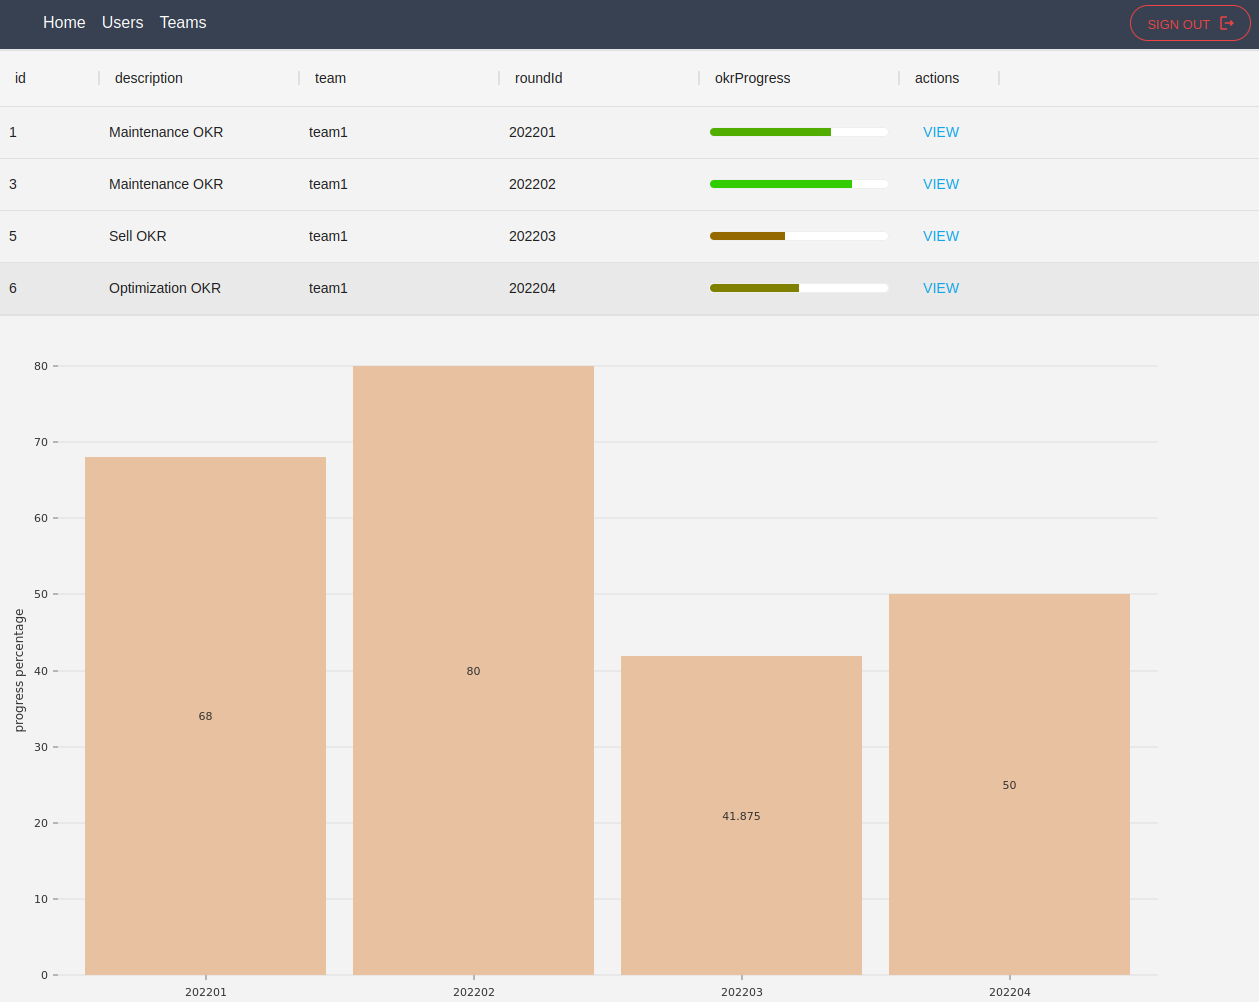 Home Users Teams SIGN OUT
id description team roundId okrProgress actions
1 Maintenance OKR team1 202201 VIEW
3 Maintenance OKR team1 202202 VIEW
5 Sell OKR team1 202203 VIEW
6 Optimization OKR team1 202204 VIEW
80
70
60
50
40
30
20
10
0
progress percentage
68
80
41.875
50
202201 202202 202203 202204